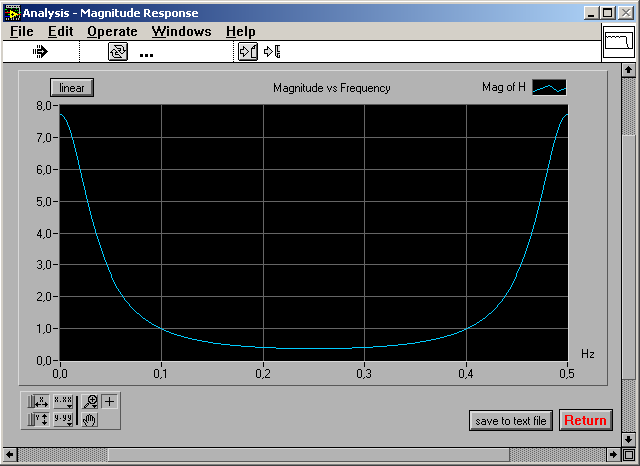 Analysis - Magnitude Response
File Edit Operate Windows Help
...
linear
Magnitude vs Frequency
Mag of H
8,0
7,0
6,0
5,0
4,0
3,0
2,0
1,0
0,0
0,0 0,1 0,2 0,3 0,4 0,5
Hz
X x.xx
Y y.yy
save to text file
Return